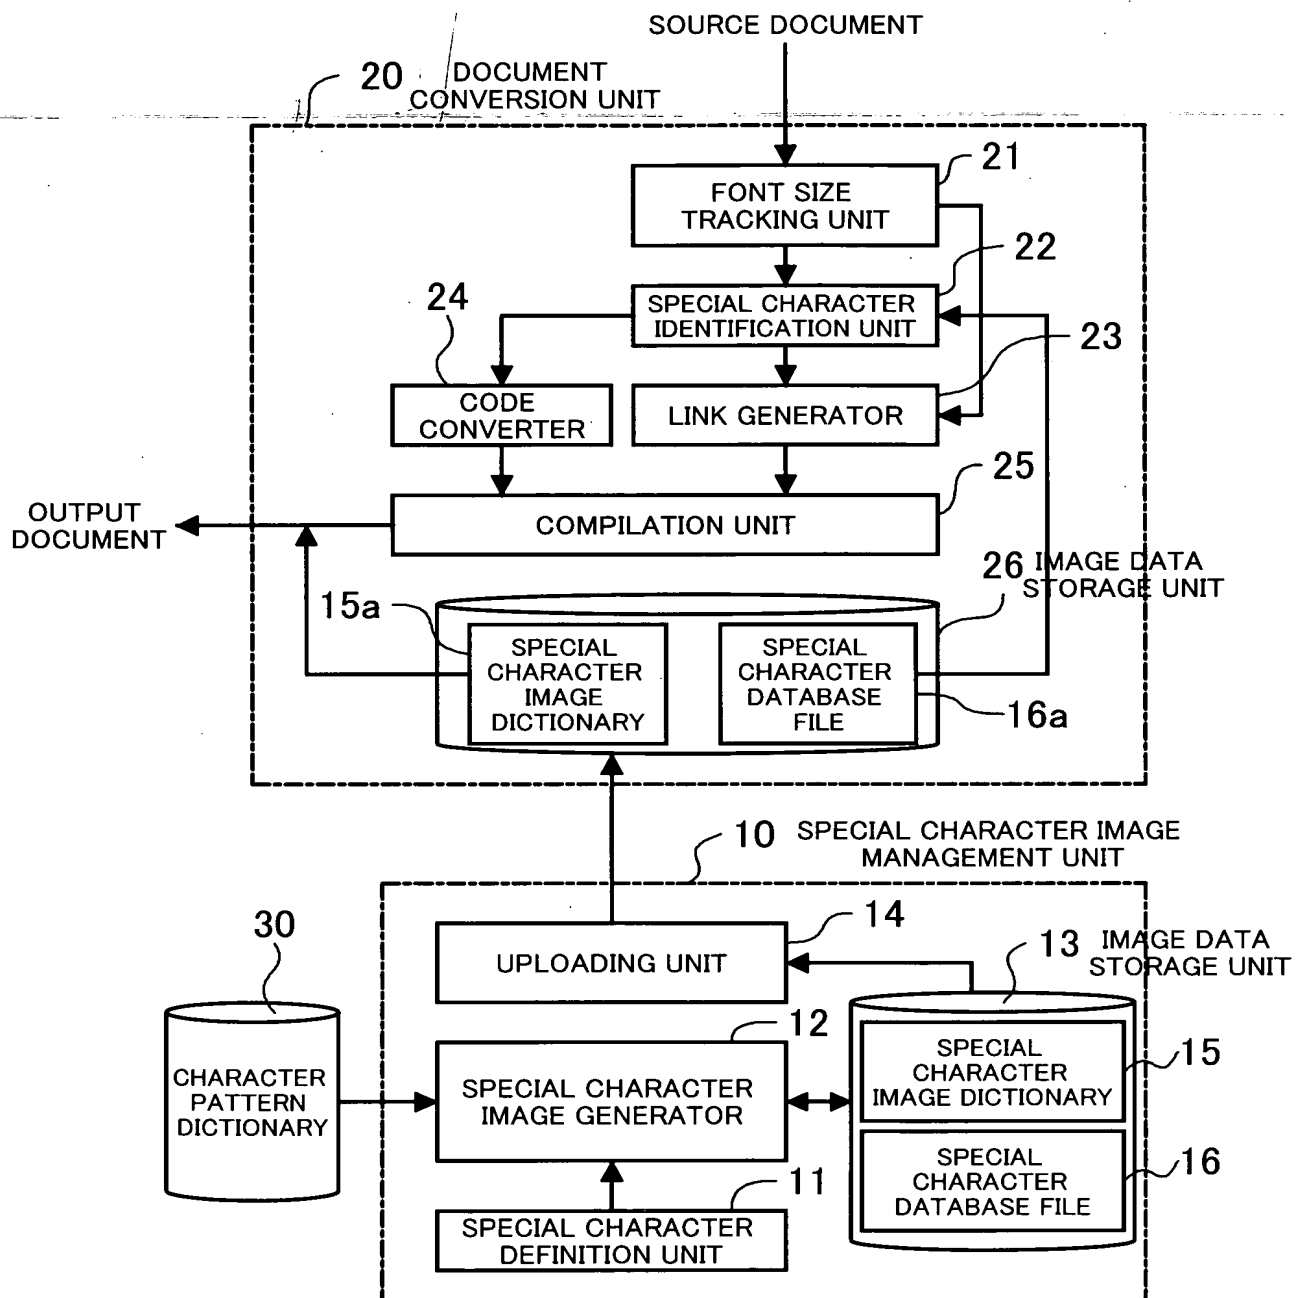 SOURCE DOCUMENT
20 DOCUMENT
CONVERSION UNIT
21
FONT SIZE
TRACKING UNIT
22
24
SPECIAL CHARACTER
IDENTIFICATION UNIT
23
CODE
CONVERTER
LINK GENERATOR
25
OUTPUT
DOCUMENT
COMPILATION UNIT
26 IMAGE DATA
STORAGE UNIT
15a
SPECIAL
CHARACTER
IMAGE
DICTIONARY
SPECIAL
CHARACTER
DATABASE
FILE
16a
10 SPECIAL CHARACTER IMAGE
MANAGEMENT UNIT
14
30
UPLOADING UNIT
13 IMAGE DATA
STORAGE UNIT
12
CHARACTER
PATTERN
DICTIONARY
SPECIAL CHARACTER
IMAGE GENERATOR
SPECIAL
CHARACTER
IMAGE DICTIONARY
15
SPECIAL
CHARACTER
DATABASE FILE
16
11
SPECIAL CHARACTER
DEFINITION UNIT